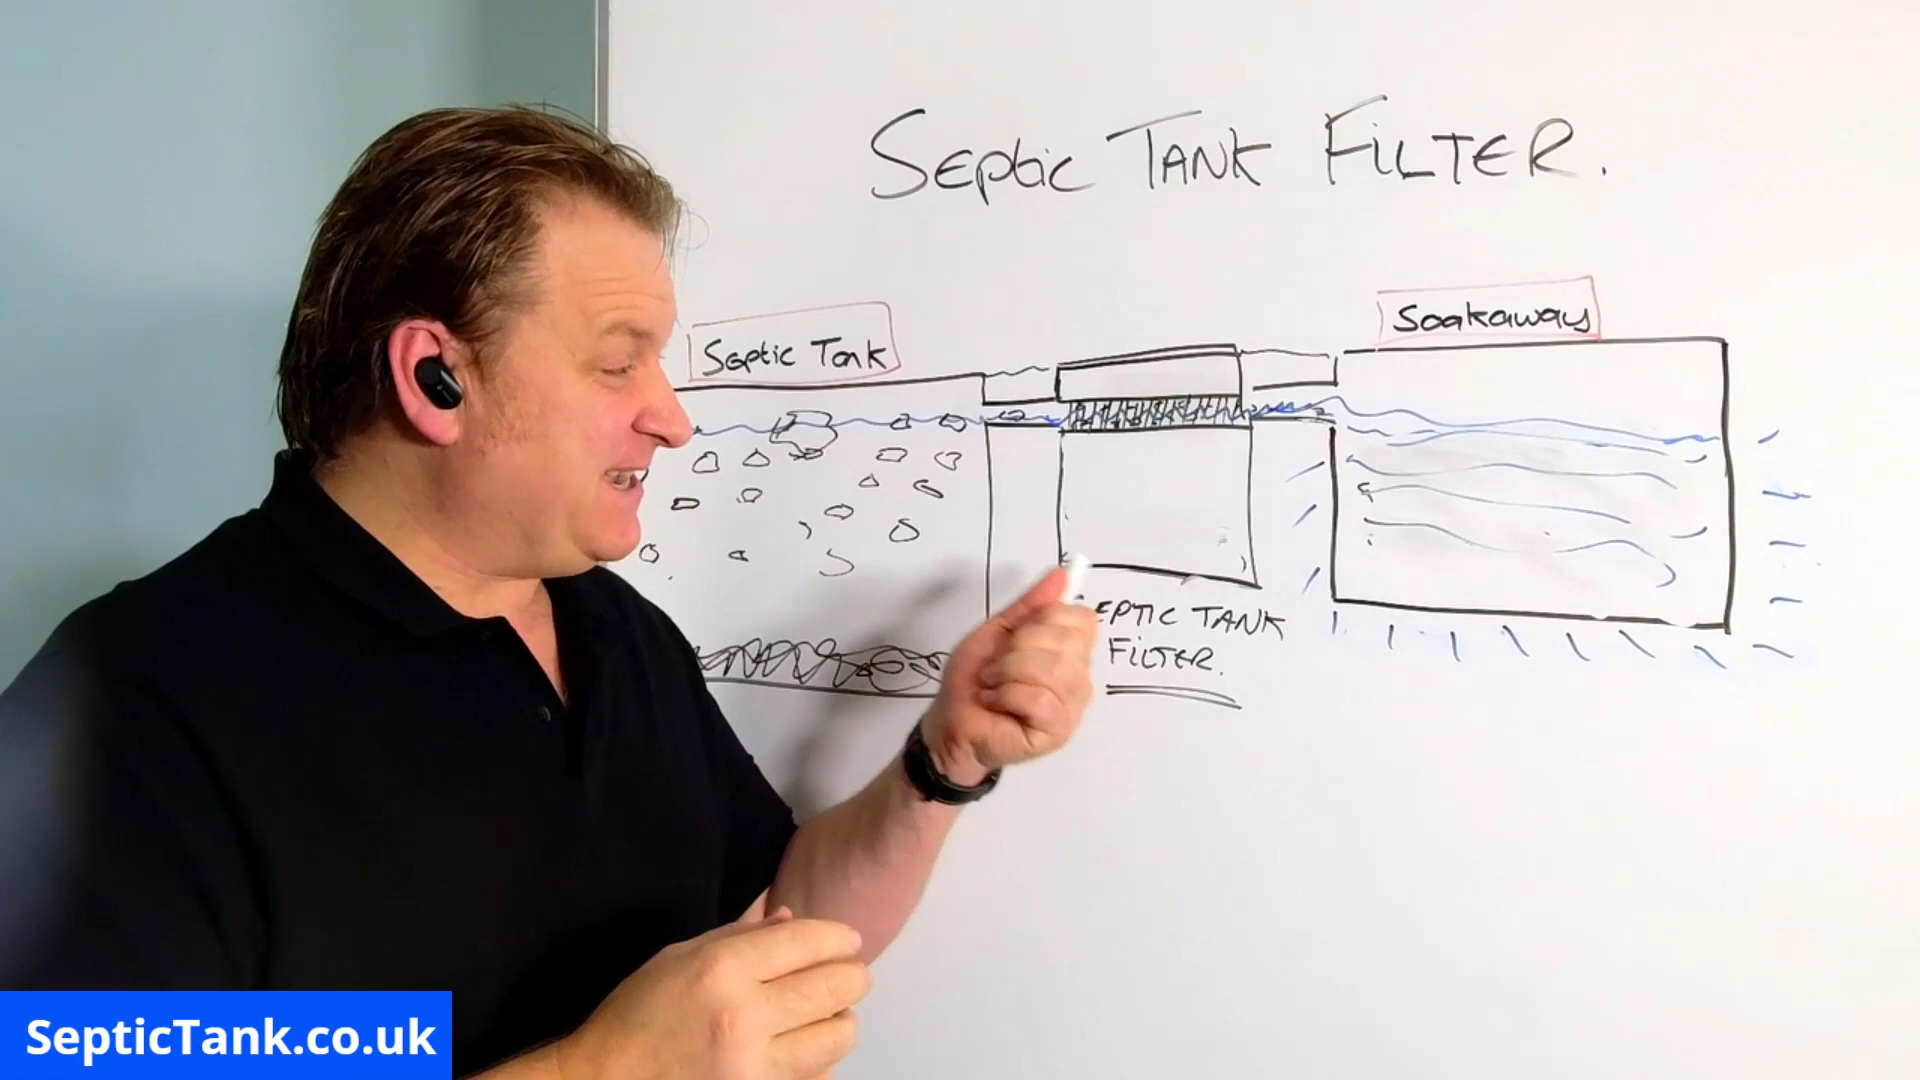 SEPtic TANK FiLTER.
Septic Tank
Soakaway
EPTIC TANK
FiLTER.
SepticTank.co.uk